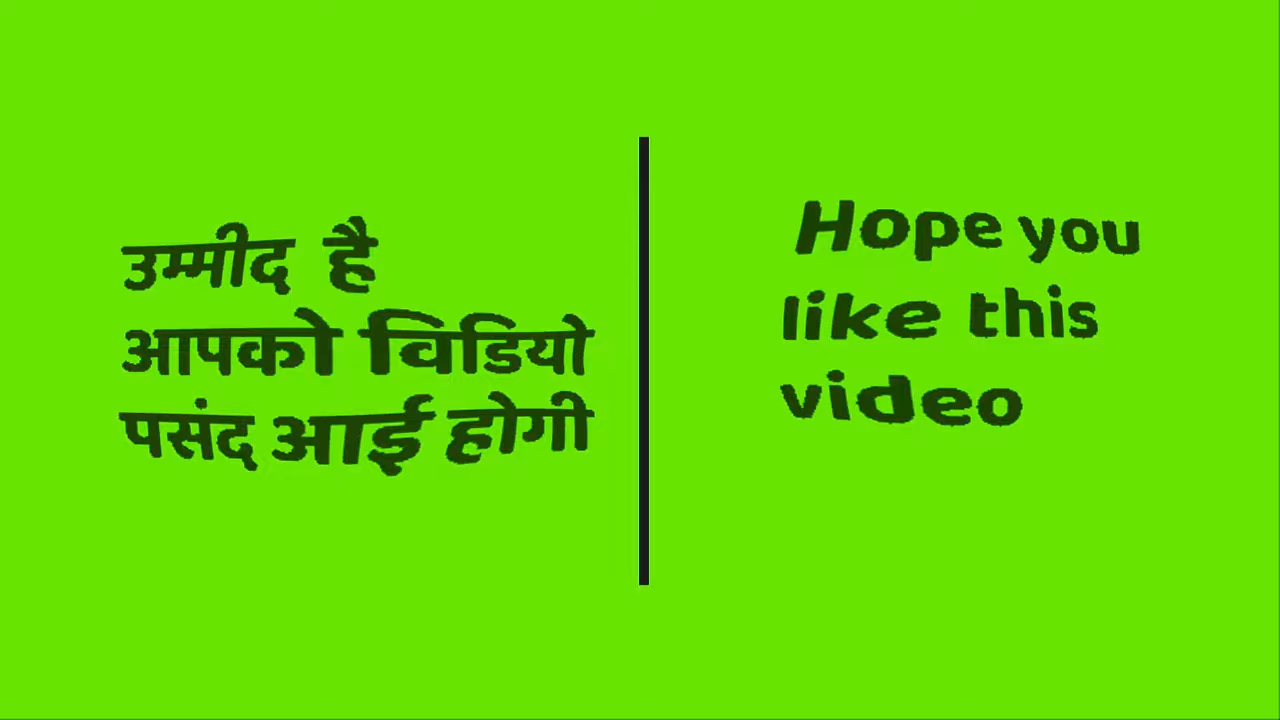 उम्मीद है
आपको विडियो
पसंद आई होगी
Hope you
like this
video